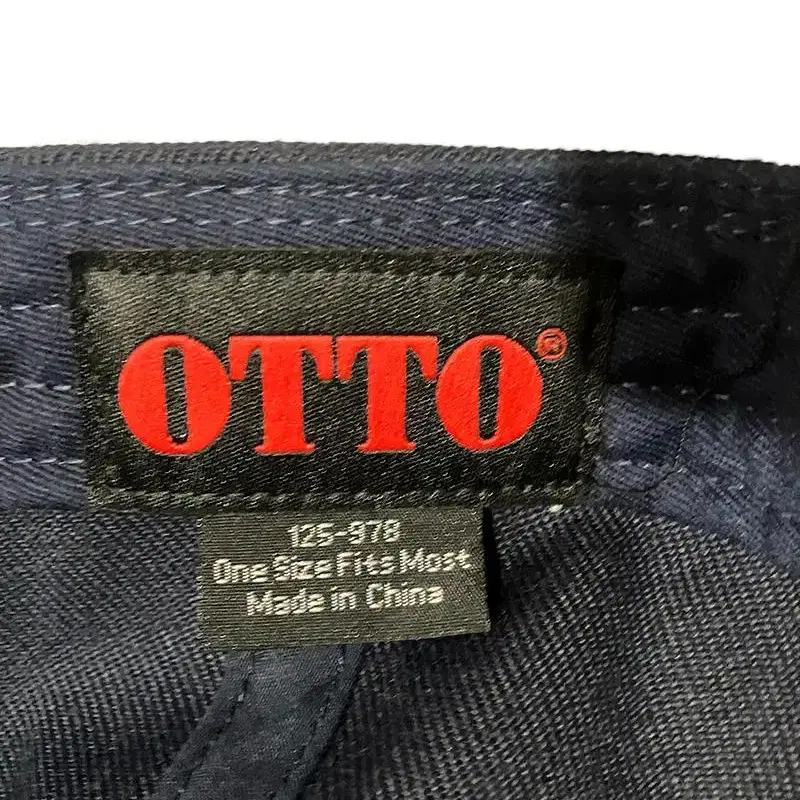 OTTO®
125-978
One Size Fits Most
Made in China